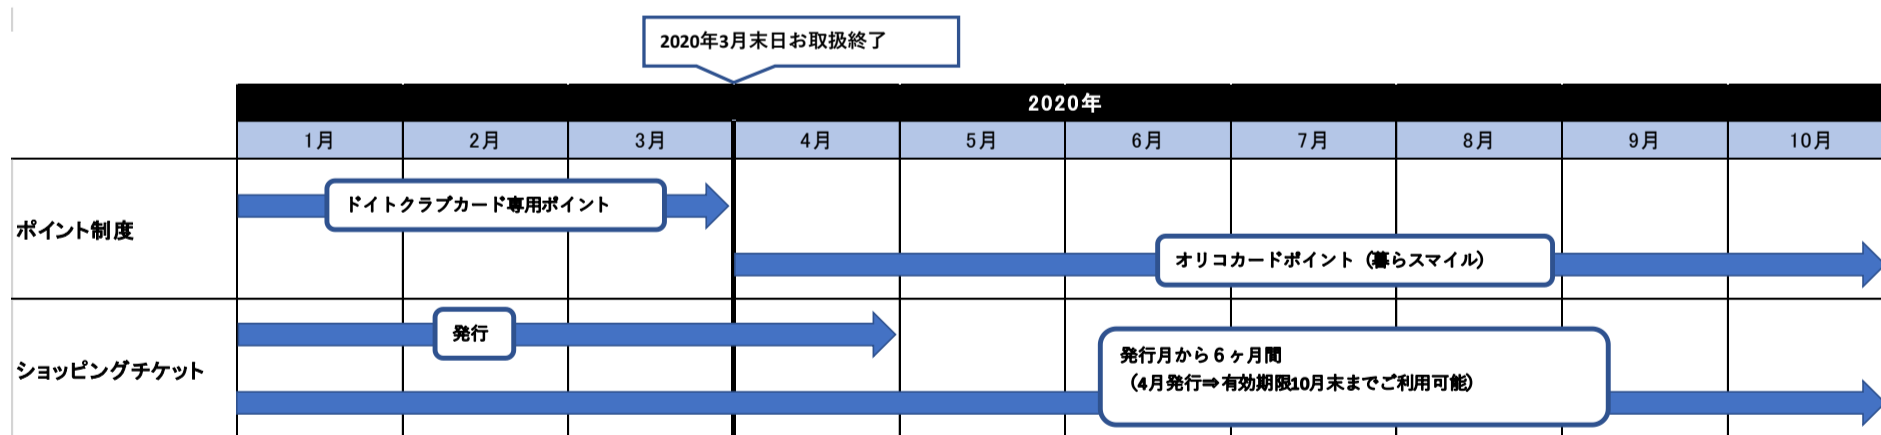 2020年3月末日お取扱終了
2020年
1月 2月 3月 4月 5月 6月 7月 8月 9月 10月
ポイント制度
ドイトクラブカード専用ポイント
オリコカードポイント（暮らスマイル）
ショッピングチケット
発行
発行月から６ヶ月間
（4月発行⇒有効期限10月末までご利用可能）